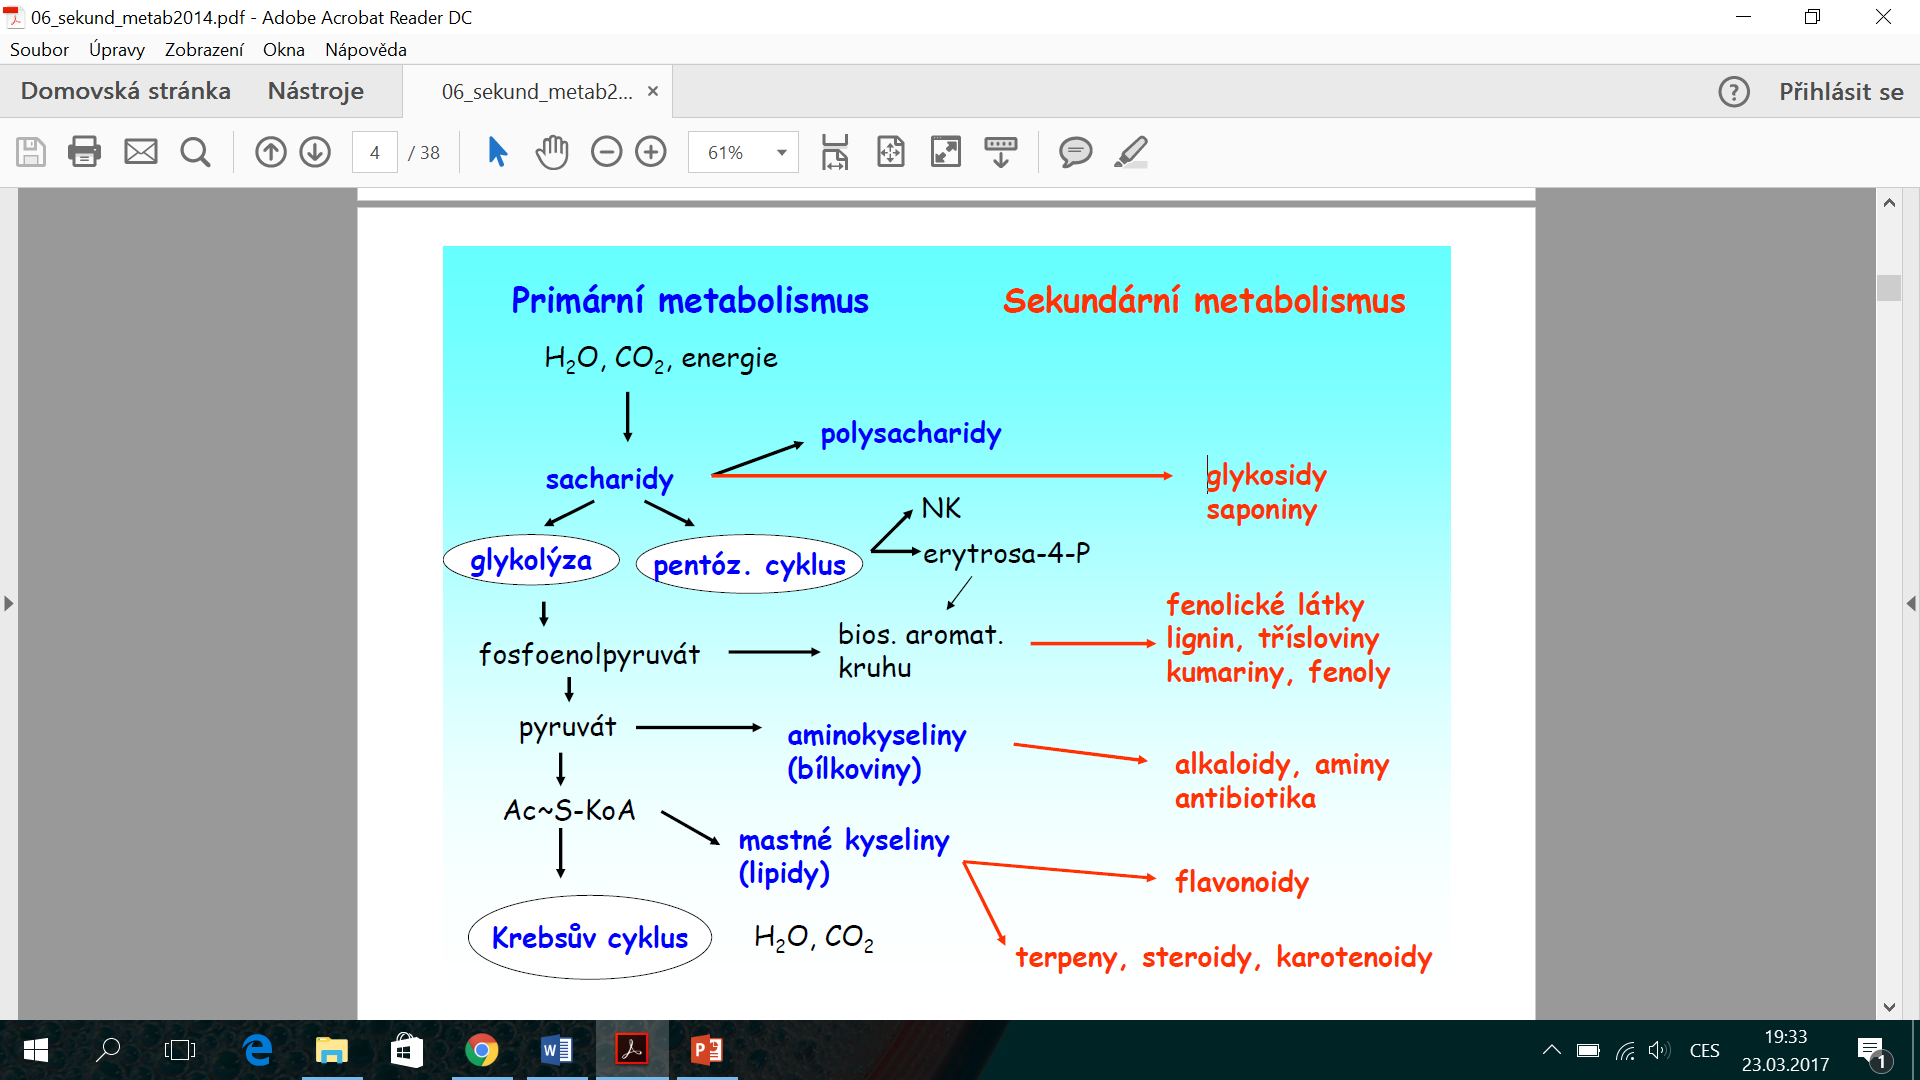 06_sekund_metab2014.pdf - Adobe Acrobat Reader DC
Soubor Úpravy Zobrazení Okna Nápověda
Domovská stránka Nástroje 06_sekund_metab2... × ? Přihlásit se
4 / 38 61%
Primární metabolismus Sekundární metabolismus
H₂O, CO₂, energie
polysacharidy
sacharidy
glykosidy
saponiny
NK
glykolýza pentóz. cyklus erytrosa-4-P
fenolické látky
lignin, třísloviny
kumariny, fenoly
bios. aromat.
kruhu
fosfoenolpyruvát
pyruvát
aminokyseliny
(bílkoviny)
alkaloidy, aminy
antibiotika
Ac~S-KoA
mastné kyseliny
(lipidy)
flavonoidy
Krebsův cyklus H₂O, CO₂
terpeny, steroidy, karotenoidy
CES
19:33
23.03.2017
1